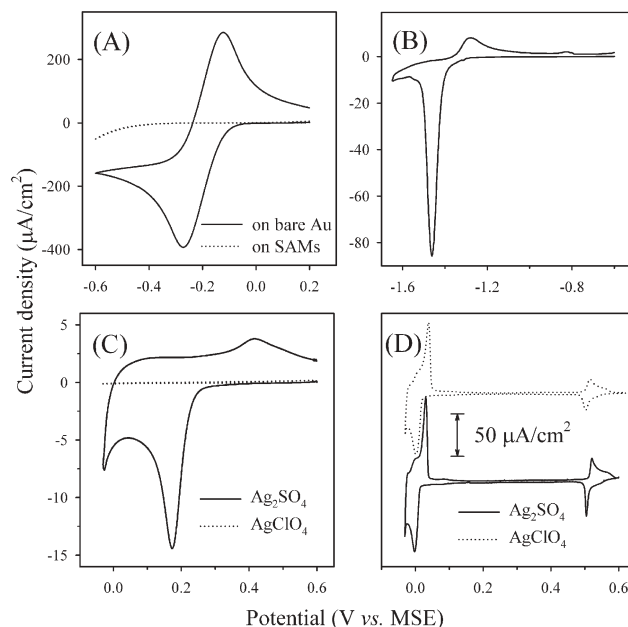 (A)
200
0
-200
-400
on bare Au
on SAMs
-0.6 -0.4 -0.2 0.0 0.2
(B)
0
-20
-40
-60
-80
-1.6 -1.2 -0.8
Current density (µA/cm²)
(C)
5
0
-5
-10
-15
Ag₂SO₄
AgClO₄
0.0 0.2 0.4 0.6
(D)
50 µA/cm²
Ag₂SO₄
AgClO₄
0.0 0.2 0.4 0.6
Potential (V vs. MSE)